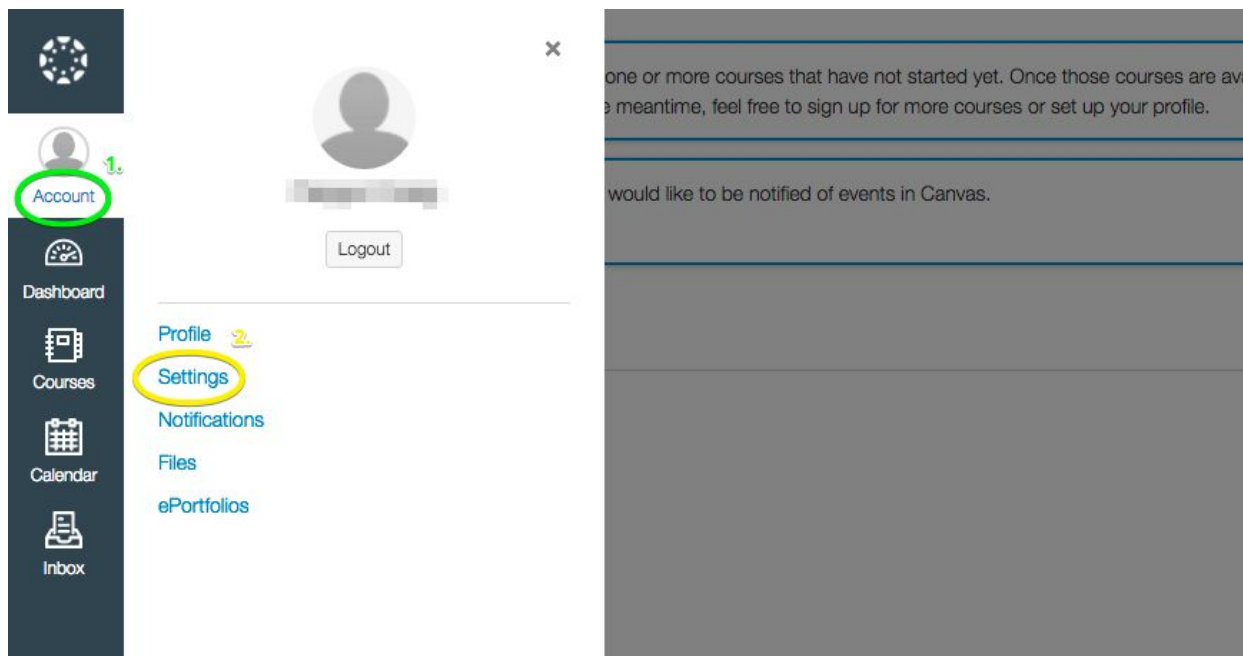 1.
Account
Dashboard
Courses
Calendar
Inbox
Logout
Profile
2.
Settings
Notifications
Files
ePortfolios
one or more courses that have not started yet. Once those courses are
meantime, feel free to sign up for more courses or set up your profile.
would like to be notified of events in Canvas.